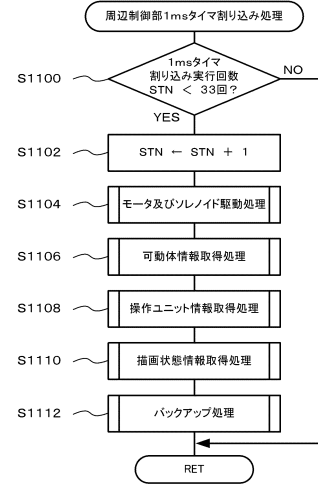 周辺制御部1msタイマ割り込み処理
S1100
1msタイマ
割り込み実行回数
STN < 33回?
NO
YES
S1102
STN ← STN + 1
S1104
モータ及びソレノイド駆動処理
S1106
可動体情報取得処理
S1108
操作ユニット情報取得処理
S1110
描画状態情報取得処理
S1112
バックアップ処理
RET